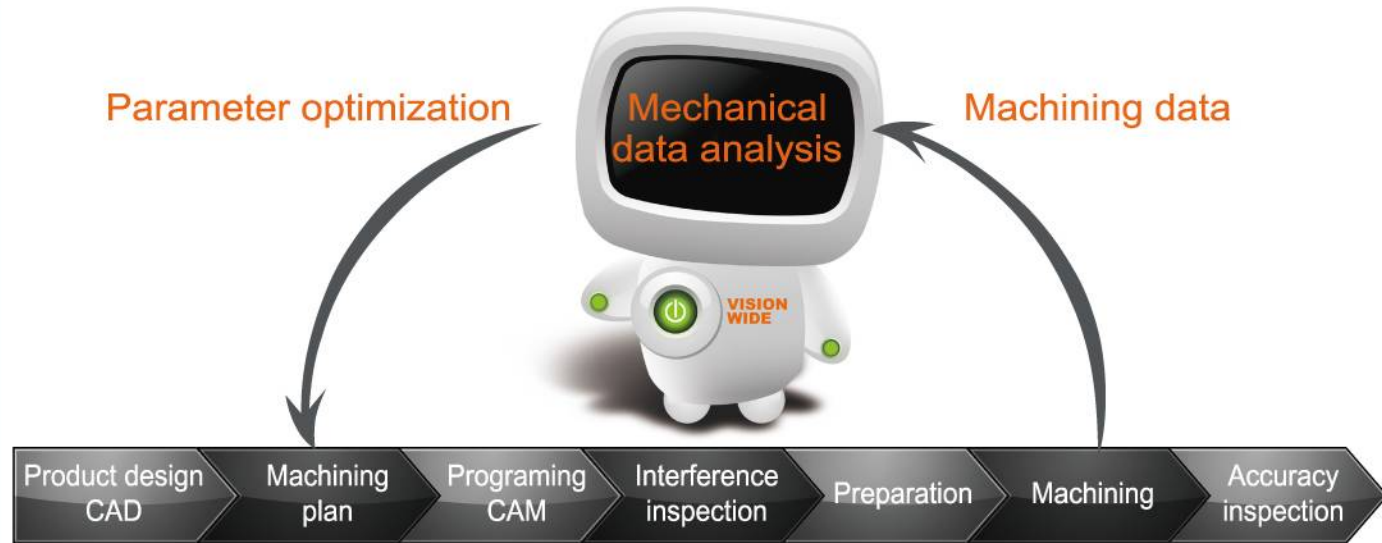 Parameter optimization
Mechanical
data analysis
Machining data
VISION
WIDE
Product design
CAD
Machining
plan
Programing
CAM
Interference
inspection
Preparation
Machining
Accuracy
inspection